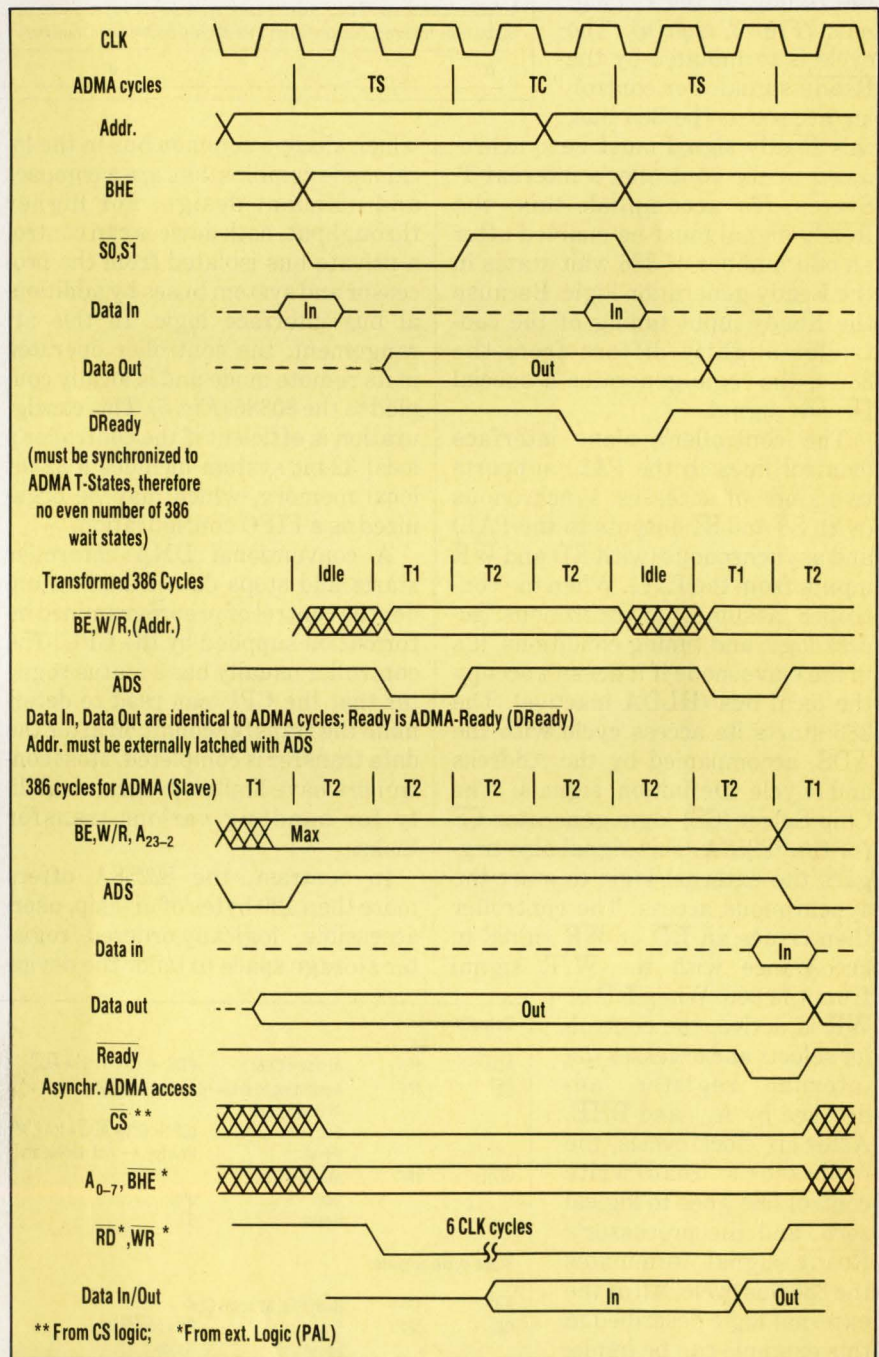 CLK
ADMA cycles TS TC TS
Addr.
BHE
S0,S1
Data In In In
Data Out Out
DReady
(must be synchronized to
ADMA T-States, therefore
no even number of 386
wait states)
Transformed 386 Cycles Idle T1 T2 T2 Idle T1 T2
BE,W/R,(Addr.)
ADS
Data In, Data Out are identical to ADMA cycles; Ready is ADMA-Ready (DReady)
Addr. must be externally latched with ADS
386 cycles for ADMA (Slave) T1 T2 T2 T2 T2 T2 T1
BE,W/R, A23–2 Max
ADS
Data in In
Data out Out
Ready
Asynchr. ADMA access
CS **
A0–7, BHE *
RD*,WR * 6 CLK cycles
Data In/Out In Out
** From CS logic; *From ext. Logic (PAL)